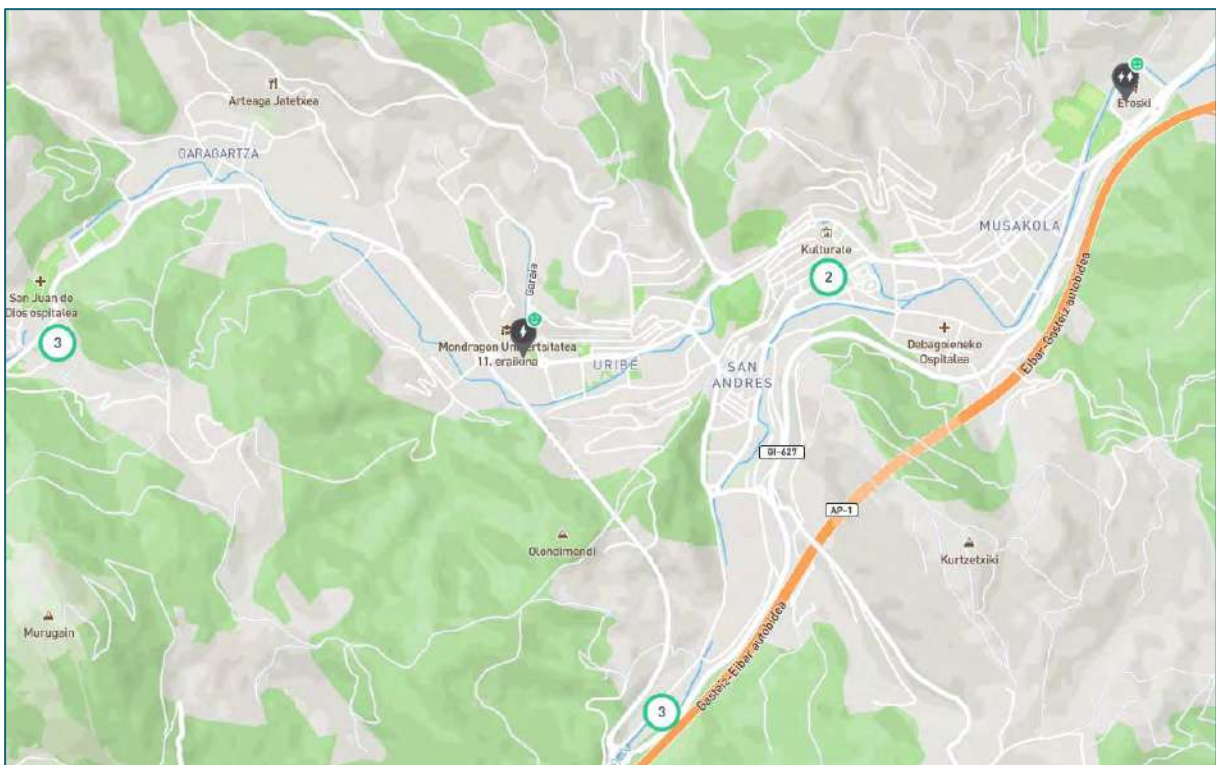 Arteaga Jatetxea
Eroski
GARAGARTZA
MUSAKOLA
Kulturate
2
Goraia
San Juan de
Dios ospitalea
3
Mondragon Unibertsitatea
11. eraikina
URIBE
SAN
ANDRES
Debagoieneko
Ospitalea
Eibar-Gasteiz autobidea
GI-627
AP-1
Olondimendi
Kurtzetxiki
Murugain
Gasteiz-Eibar autobidea
3